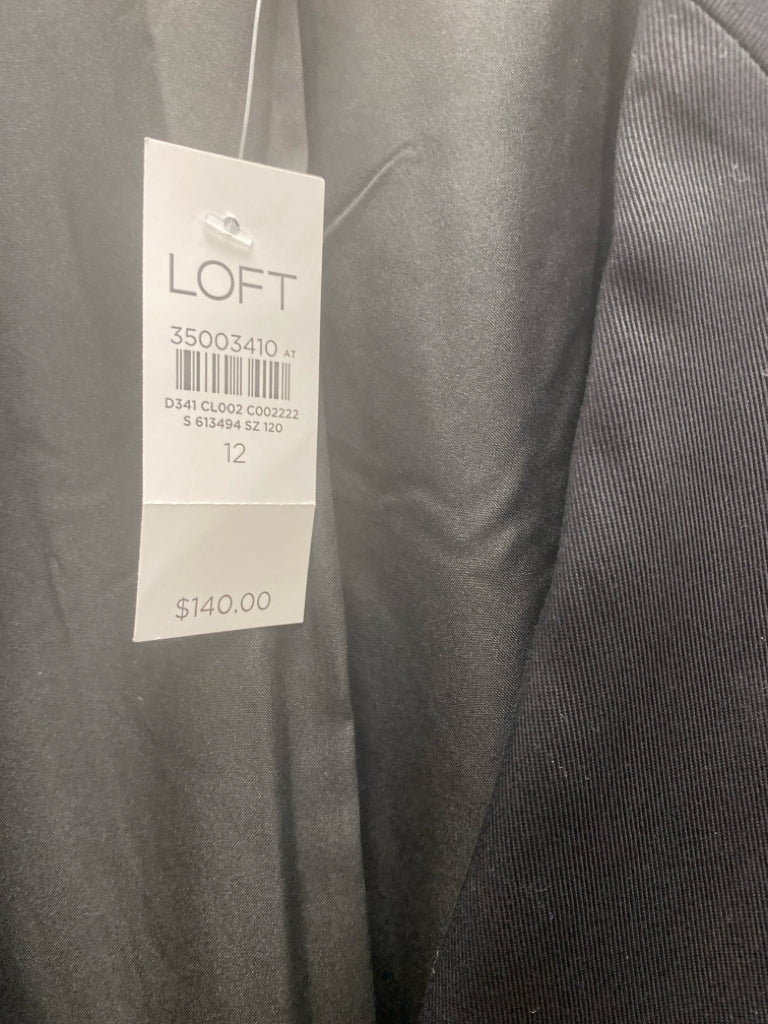 LOFT
35003410 AT
D341 CL002 C002222
S 613494 SZ 120
12
$140.00